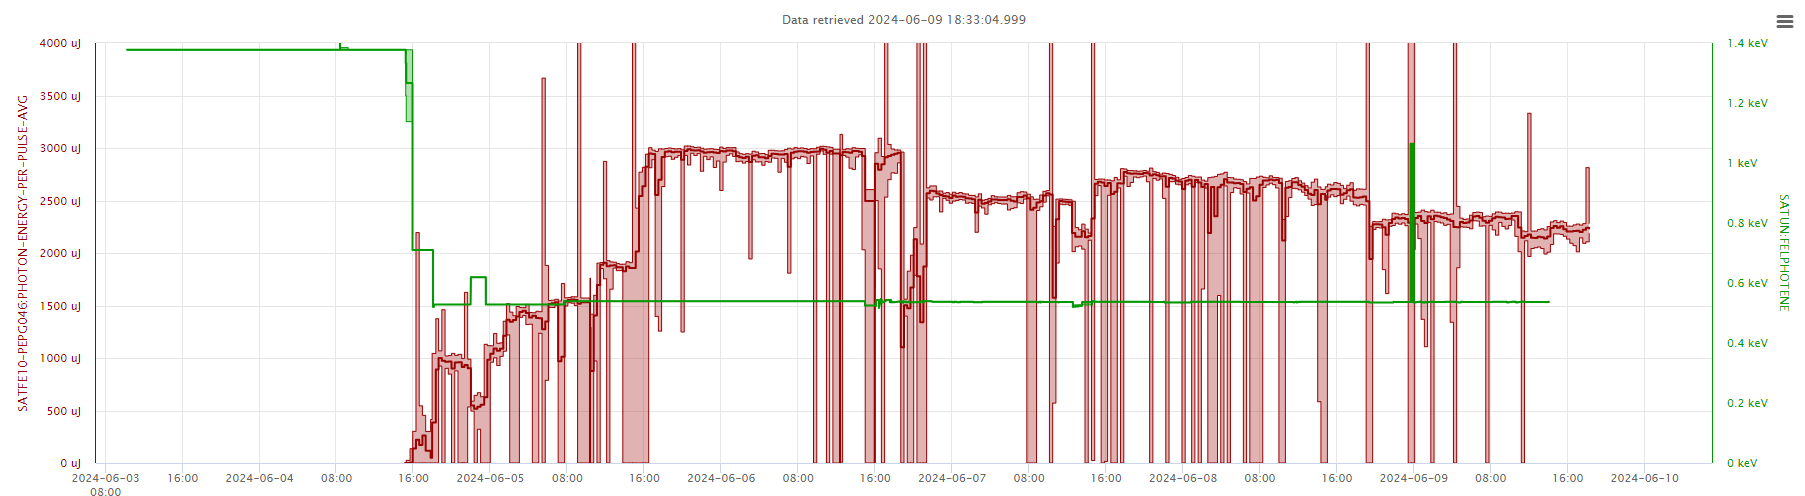 Data retrieved 2024-06-09 18:33:04.999
4000 uJ
3500 uJ
3000 uJ
2500 uJ
2000 uJ
1500 uJ
1000 uJ
500 uJ
0 uJ
SATFE10-PEPG046:PHOTON-ENERGY-PER-PULSE-AVG
1.4 keV
1.2 keV
1 keV
0.8 keV
0.6 keV
0.4 keV
0.2 keV
0 keV
SATUN:FELPHOTENE
2024-06-03 16:00 2024-06-04 08:00 16:00 2024-06-05 08:00 16:00 2024-06-06 08:00 16:00 2024-06-07 08:00 16:00 2024-06-08 08:00 16:00 2024-06-09 08:00 16:00 2024-06-10
08:00